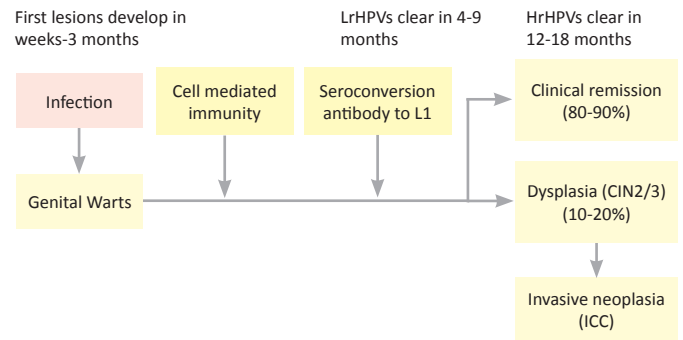 First lesions develop in
weeks-3 months
LrHPVs clear in 4-9
months
HrHPVs clear in
12-18 months
Infection
Cell mediated
immunity
Seroconversion
antibody to L1
Clinical remission
(80-90%)
Genital Warts
Dysplasia (CIN2/3)
(10-20%)
Invasive neoplasia
(ICC)